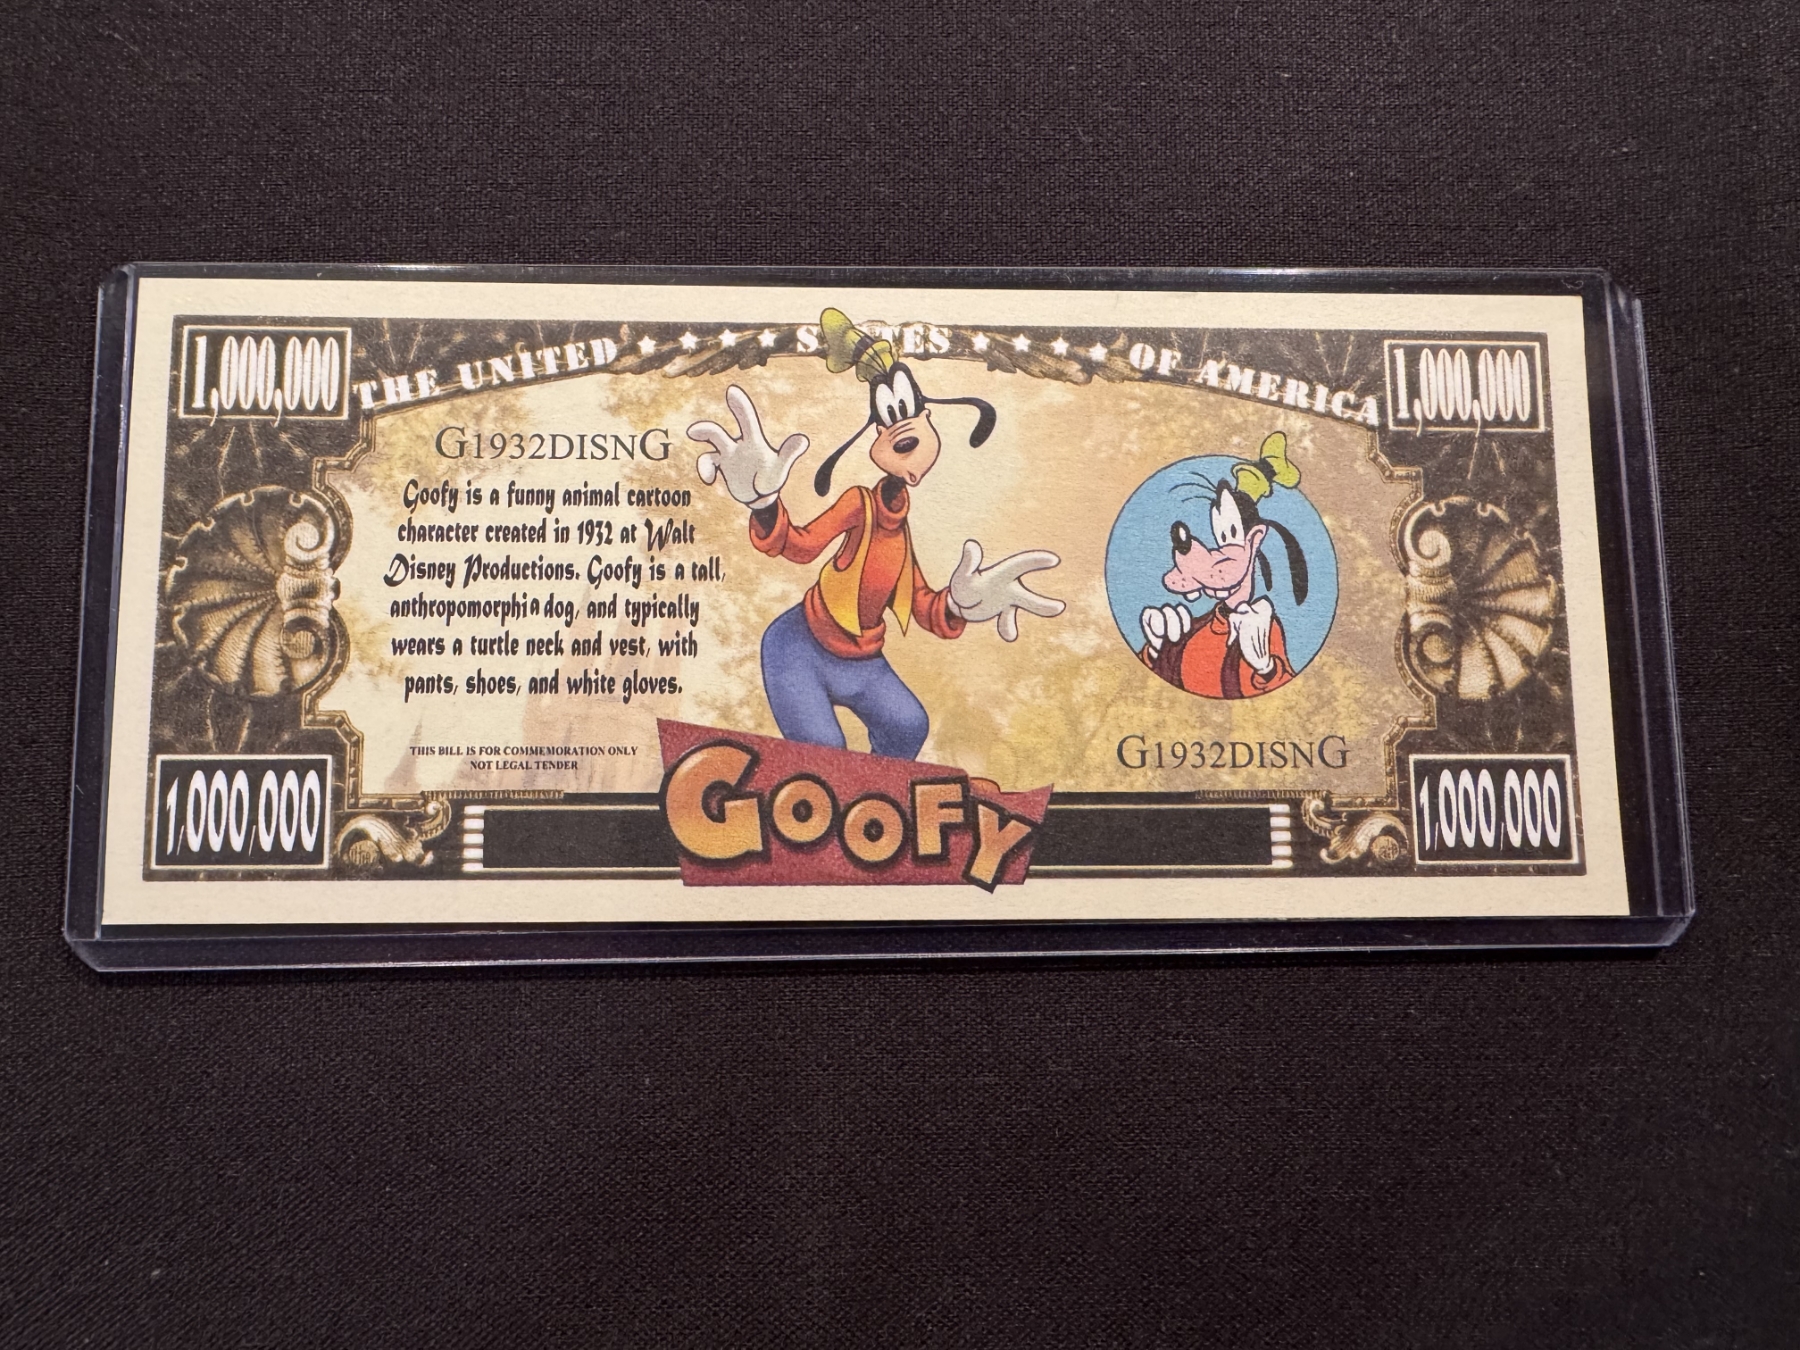 1,000,000
THE UNITED STATES OF AMERICA
1,000,000
G1932DISNG
Goofy is a funny animal cartoon
character created in 1932 at Walt
Disney Productions. Goofy is a tall,
anthropomorphia dog, and typically
wears a turtle neck and vest, with
pants, shoes, and white gloves.
THIS BILL IS FOR COMMEMORATION ONLY
NOT LEGAL TENDER
G1932DISNG
1,000,000
GOOFY
1,000,000